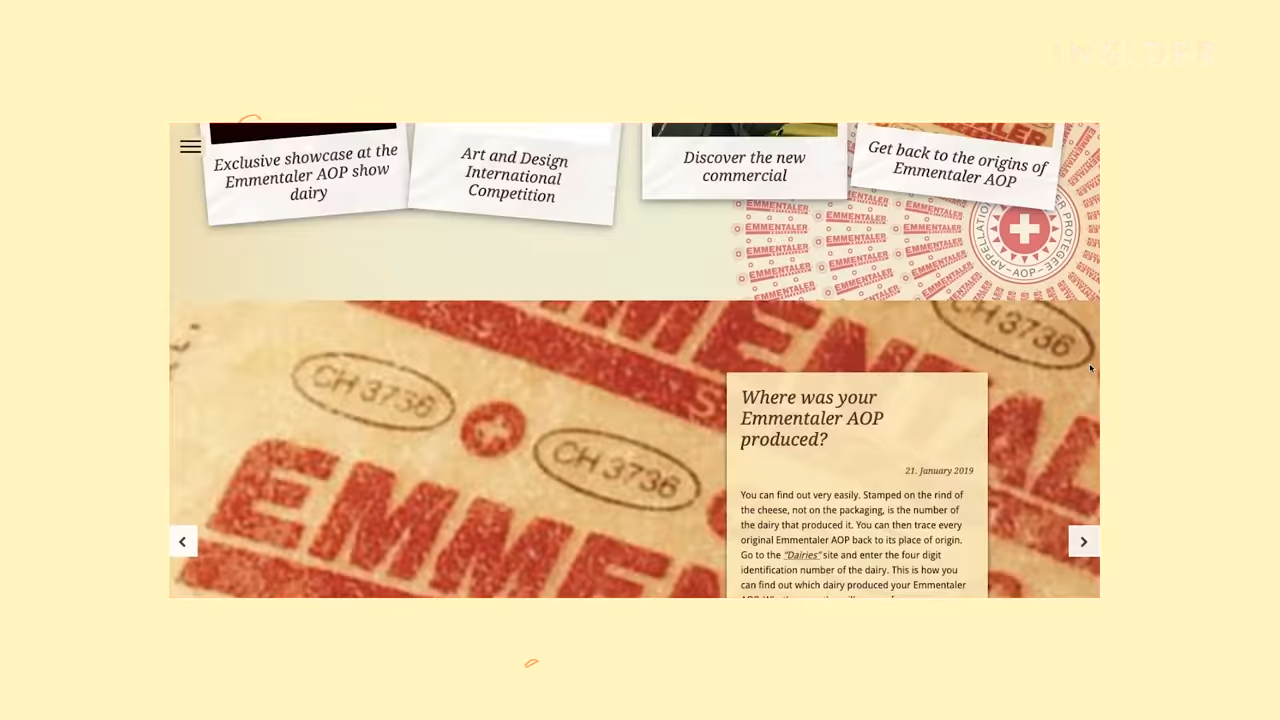 INSIDER
Exclusive showcase at the
Emmentaler AOP show
dairy
Art and Design
International
Competition
Discover the new
commercial
Get back to the origins of
Emmentaler AOP
EMMENTALER
EMMENTALER
EMMENTALER
EMMENTALER
EMMENTALER
EMMENTALER
EMMENTALER
EMMENTALER
APPELLATION
PROTÉGÉE
-AOP-
CH 3736
CH 3736
CH 3736
EMME
Where was your
Emmentaler AOP
produced?
21. January 2019
You can find out very easily. Stamped on the rind of
the cheese, not on the packaging, is the number of
the dairy that produced it. You can then trace every
original Emmentaler AOP back to its place of origin.
Go to the "Dairies" site and enter the four digit
identification number of the dairy. This is how you
can find out which dairy produced your Emmentaler